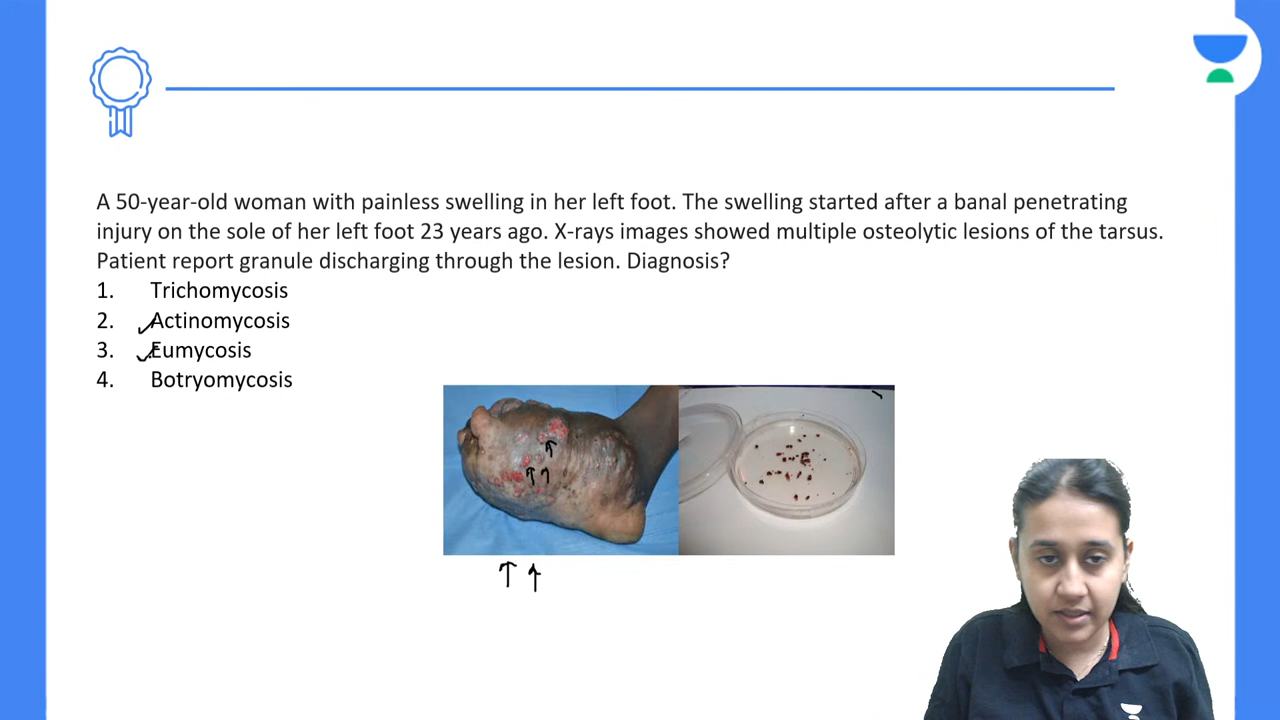 A 50-year-old woman with painless swelling in her left foot. The swelling started after a banal penetrating
injury on the sole of her left foot 23 years ago. X-rays images showed multiple osteolytic lesions of the tarsus.
Patient report granule discharging through the lesion. Diagnosis?
1. Trichomycosis
2. Actinomycosis
3. Eumycosis
4. Botryomycosis